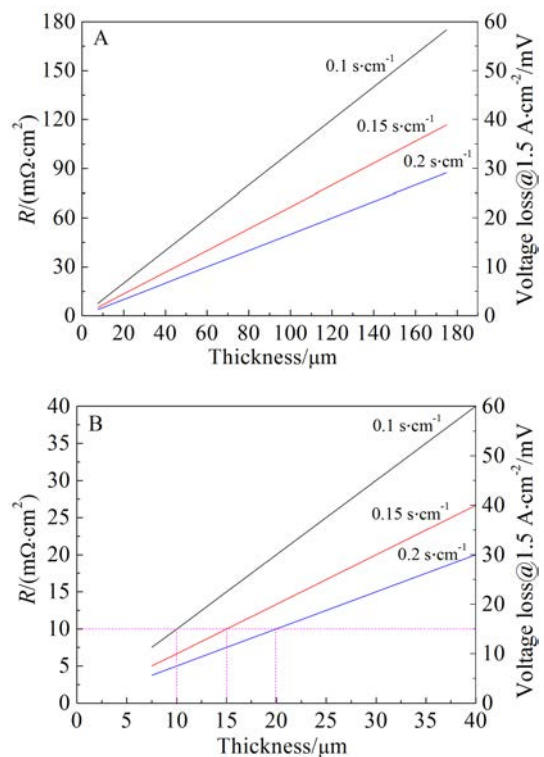 A
180
150
120
90
60
30
0
R/(mΩ·cm²)
0.1 s·cm⁻¹
0.15 s·cm⁻¹
0.2 s·cm⁻¹
60
50
40
30
20
10
0
Voltage loss@1.5 A·cm⁻²/mV
0 20 40 60 80 100 120 140 160 180
Thickness/μm
B
40
35
30
25
20
15
10
5
0
R/(mΩ·cm²)
0.1 s·cm⁻¹
0.15 s·cm⁻¹
0.2 s·cm⁻¹
60
50
40
30
20
10
0
Voltage loss@1.5 A·cm⁻²/mV
0 5 10 15 20 25 30 35 40
Thickness/μm